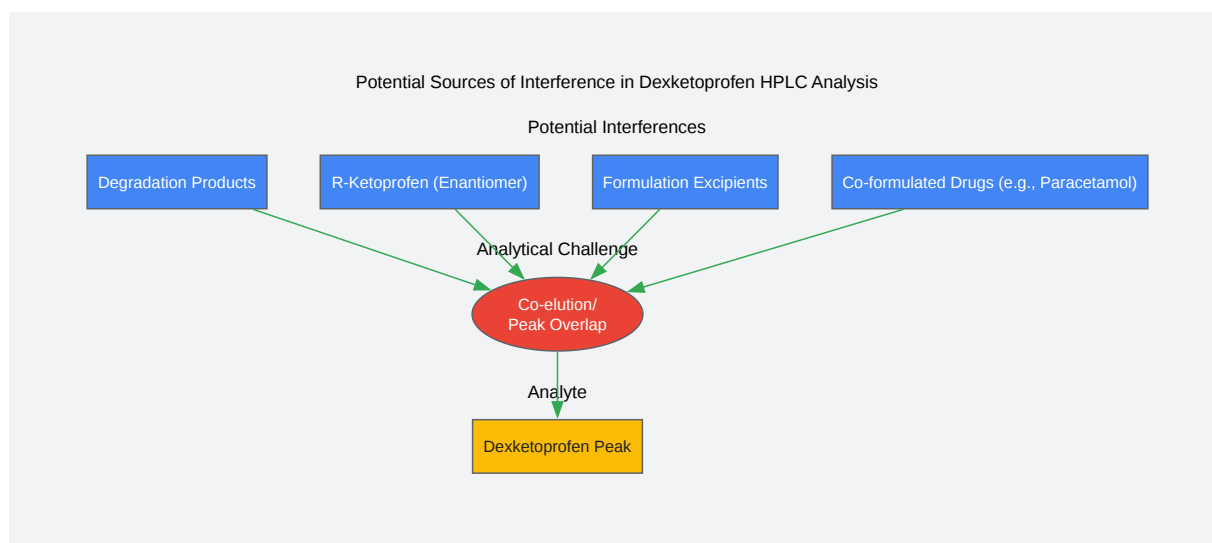 Potential Sources of Interference in Dexketoprofen HPLC Analysis
Potential Interferences
Degradation Products
R-Ketoprofen (Enantiomer)
Formulation Excipients
Co-formulated Drugs (e.g., Paracetamol)
Analytical Challenge
Co-elution/
Peak Overlap
Analyte
Dexketoprofen Peak